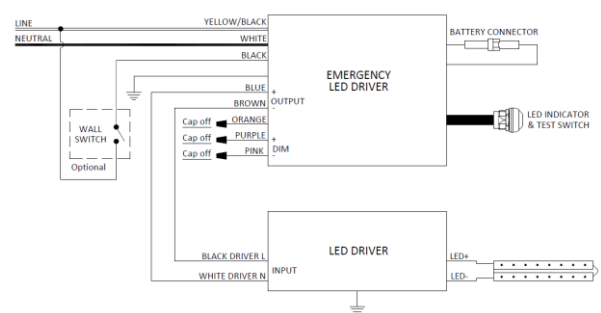 LINE
YELLOW/BLACK
NEUTRAL
WHITE
BLACK
BATTERY CONNECTOR
EMERGENCY
LED DRIVER
BLUE
+
OUTPUT
BROWN
-
Cap off
ORANGE
Cap off
PURPLE
+
DIM
Cap off
PINK
-
LED INDICATOR
& TEST SWITCH
WALL
SWITCH
Optional
LED DRIVER
BLACK DRIVER L
INPUT
WHITE DRIVER N
LED+
LED-